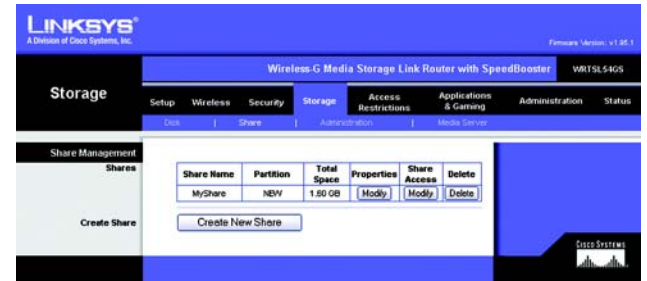 LINKSYS®
A Division of Cisco Systems, Inc.
Firmware Version: v1.95.1
Wireless-G Media Storage Link Router with SpeedBooster WRTSL54GS
Storage
Setup Wireless Security Storage Access Restrictions Applications & Gaming Administration Status
Disk | Share | Administration | Media Server
Share Management
Shares
Share Name Partition Total Space Properties Share Access Delete
MyShare NEW 1.60 GB Modify Modify Delete
Create Share
Create New Share
CISCO SYSTEMS